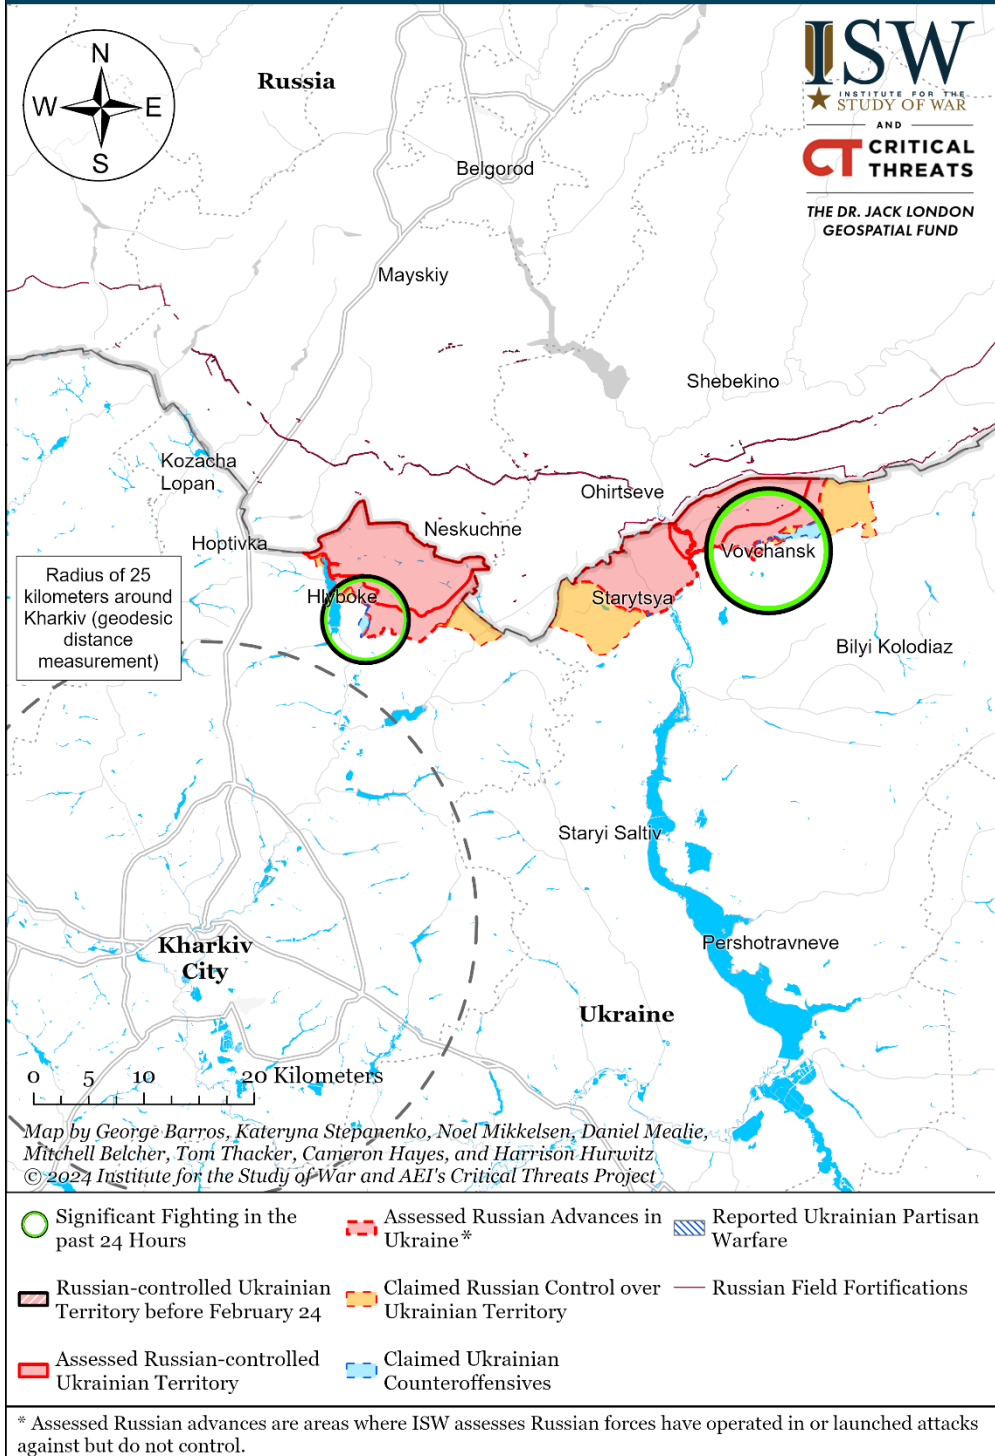 N
W E
S
Russia
ISW
INSTITUTE FOR THE
STUDY OF WAR
AND
CT CRITICAL
THREATS
THE DR. JACK LONDON
GEOSPATIAL FUND
Belgorod
Mayskiy
Shebekino
Kozacha
Lopan
Ohirtseve
Neskuchne
Hoptivka
Vovchansk
Radius of 25
kilometers around
Kharkiv (geodesic
distance
measurement)
Hlyboke
Starytsya
Bilyi Kolodiaz
Staryi Saltiv
Kharkiv
City
Pershotravneve
Ukraine
0 5 10 20 Kilometers
Map by George Barros, Kateryna Stepanenko, Noel Mikkelsen, Daniel Mealie,
Mitchell Belcher, Tom Thacker, Cameron Hayes, and Harrison Hurwitz
© 2024 Institute for the Study of War and AEI's Critical Threats Project
Significant Fighting in the
past 24 Hours
Russian-controlled Ukrainian
Territory before February 24
Assessed Russian-controlled
Ukrainian Territory
Assessed Russian Advances in
Ukraine*
Claimed Russian Control over
Ukrainian Territory
Claimed Ukrainian
Counteroffensives
Reported Ukrainian Partisan
Warfare
Russian Field Fortifications
* Assessed Russian advances are areas where ISW assesses Russian forces have operated in or launched attacks
against but do not control.